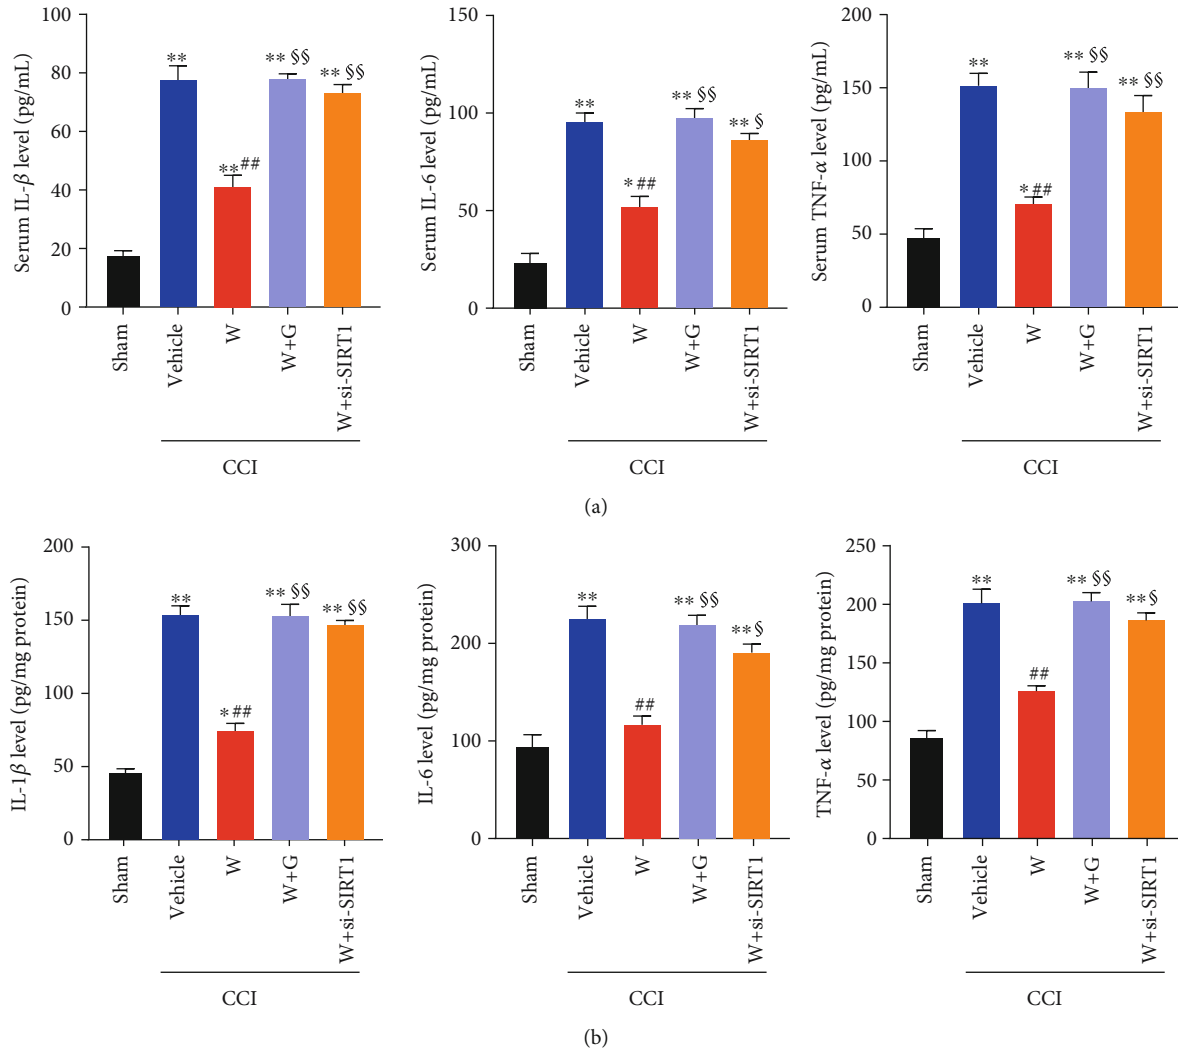 Serum IL-β level (pg/mL)
100
80
60
40
20
0
**
**##
** §§
** §§
Sham
Vehicle
W
W+G
W+si-SIRT1
CCI
Serum IL-6 level (pg/mL)
150
100
50
0
**
* ##
** §§
** §
Sham
Vehicle
W
W+G
W+si-SIRT1
CCI
Serum TNF-α level (pg/mL)
200
150
100
50
0
**
* ##
** §§
** §§
Sham
Vehicle
W
W+G
W+si-SIRT1
CCI
(a)
IL-1β level (pg/mg protein)
200
150
100
50
0
**
* ##
** §§
** §§
Sham
Vehicle
W
W+G
W+si-SIRT1
CCI
IL-6 level (pg/mg protein)
300
200
100
0
**
##
** §§
** §
Sham
Vehicle
W
W+G
W+si-SIRT1
CCI
TNF-α level (pg/mg protein)
250
200
150
100
50
0
**
##
** §§
** §
Sham
Vehicle
W
W+G
W+si-SIRT1
CCI
(b)